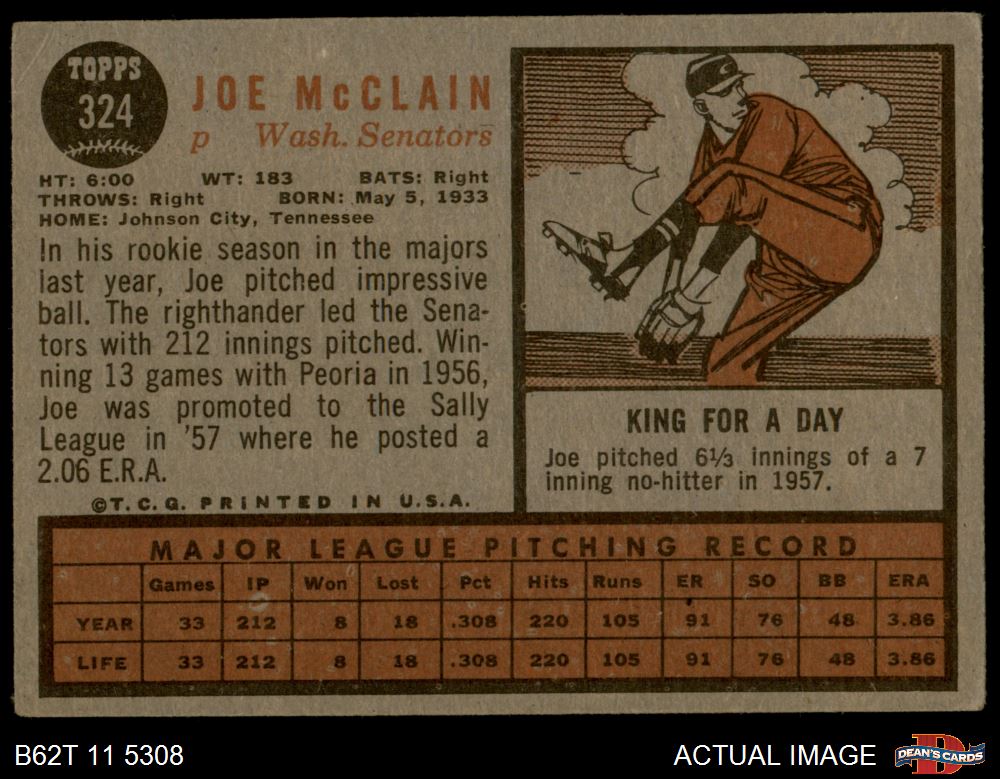 TOPPS
324
JOE McCLAIN
p Wash. Senators
HT: 6:00 WT: 183 BATS: Right
THROWS: Right BORN: May 5, 1933
HOME: Johnson City, Tennessee
In his rookie season in the majors
last year, Joe pitched impressive
ball. The righthander led the Sena-
tors with 212 innings pitched. Win-
ning 13 games with Peoria in 1956,
Joe was promoted to the Sally
League in '57 where he posted a
2.06 E.R.A.
©T.C.G. PRINTED IN U.S.A.
C
KING FOR A DAY
Joe pitched 6⅓ innings of a 7
inning no-hitter in 1957.
MAJOR LEAGUE PITCHING RECORD
Games IP Won Lost Pct Hits Runs ER SO BB ERA
YEAR 33 212 8 18 .308 220 105 91 76 48 3.86
LIFE 33 212 8 18 .308 220 105 91 76 48 3.86
B62T 11 5308
ACTUAL IMAGE
D
DEAN'S CARDS